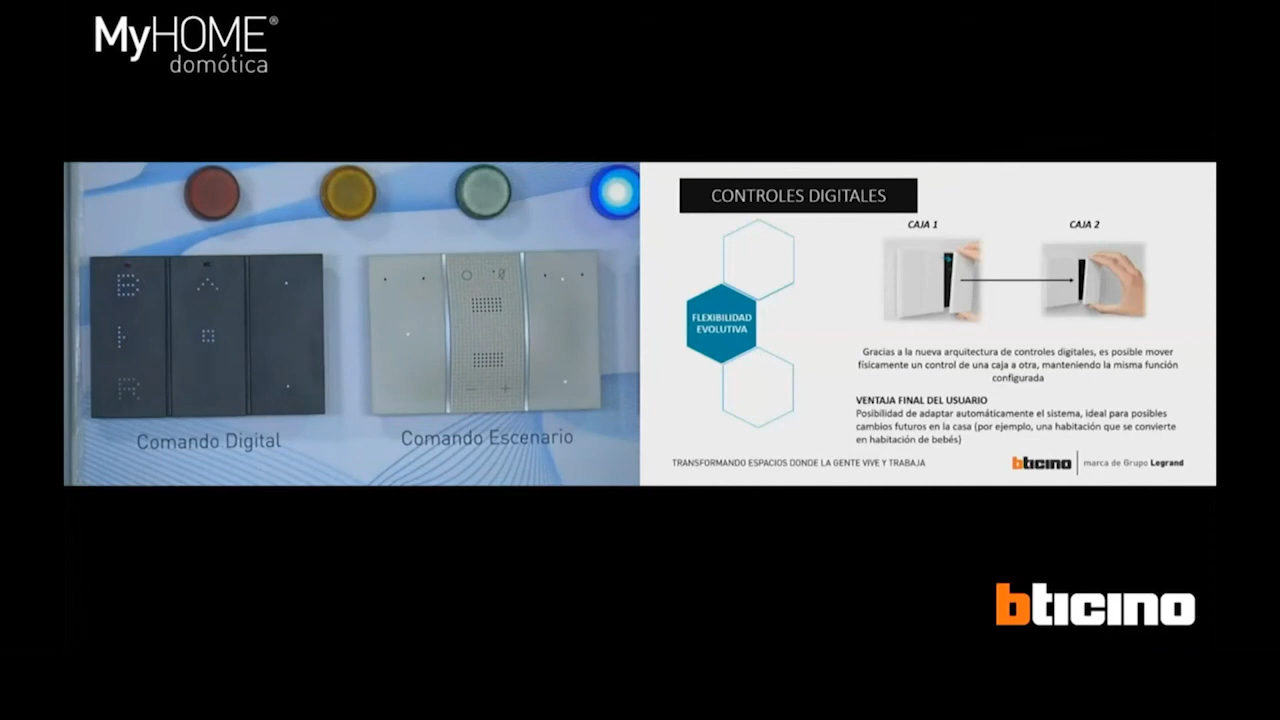 MyHOME®
domótica
CONTROLES DIGITALES
CAJA 1
CAJA 2
FLEXIBILIDAD
EVOLUTIVA
Gracias a la nueva arquitectura de controles digitales, es posible mover
físicamente un control de una caja a otra, manteniendo la misma función
configurada
VENTAJA FINAL DEL USUARIO
Posibilidad de adaptar automáticamente el sistema, ideal para posibles
cambios futuros en la casa (por ejemplo, una habitación que se convierte
en habitación de bebés)
TRANSFORMANDO ESPACIOS DONDE LA GENTE VIVE Y TRABAJA
bticino
marca de Grupo Legrand
Comando Digital
Comando Escenario
bticino